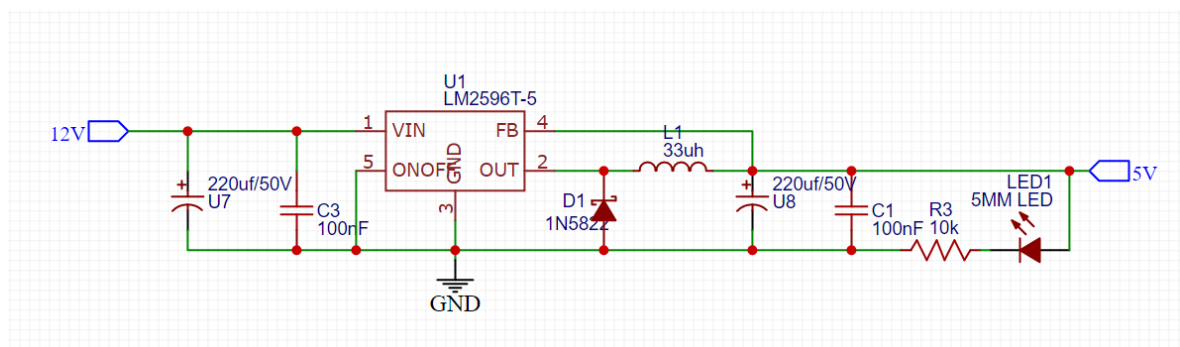 U1
LM2596T-5
12V
1
VIN
FB
4
L1
33uh
5
ONOFF
GND
OUT
2
5V
220uf/50V
U7
C3
100nF
3
D1
1N5822
220uf/50V
U8
C1
100nF
R3
10k
LED1
5MM LED
GND